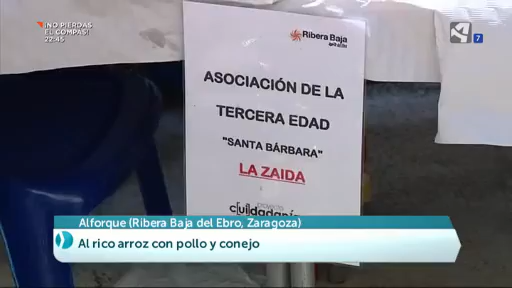 ¡NO PIERDAS
EL COMPÁS!
22:45
7
Ribera Baja
ASOCIACIÓN DE LA
TERCERA EDAD
"SANTA BÁRBARA"
LA ZAIDA
Alforque (Ribera Baja del Ebro, Zaragoza)
Al rico arroz con pollo y conejo